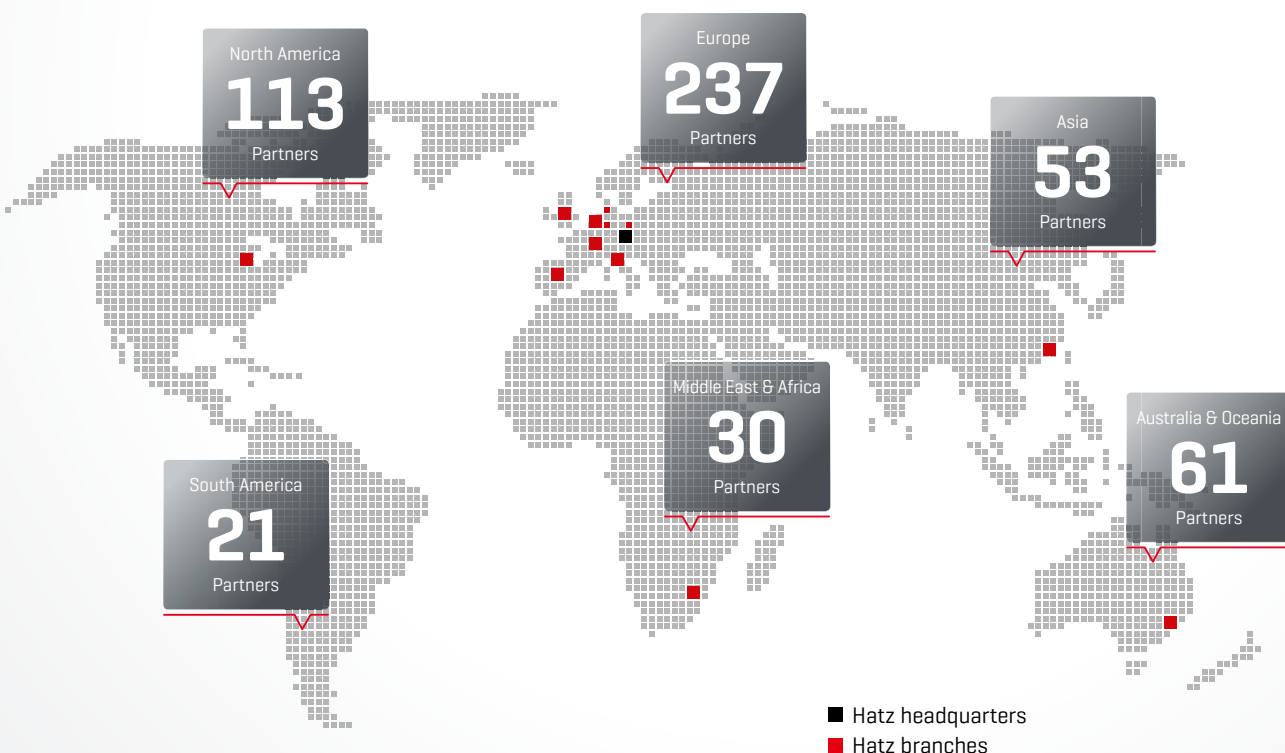 North America
113
Partners
Europe
237
Partners
Asia
53
Partners
Middle East & Africa
30
Partners
Australia & Oceania
61
Partners
South America
21
Partners
Hatz headquarters
Hatz branches